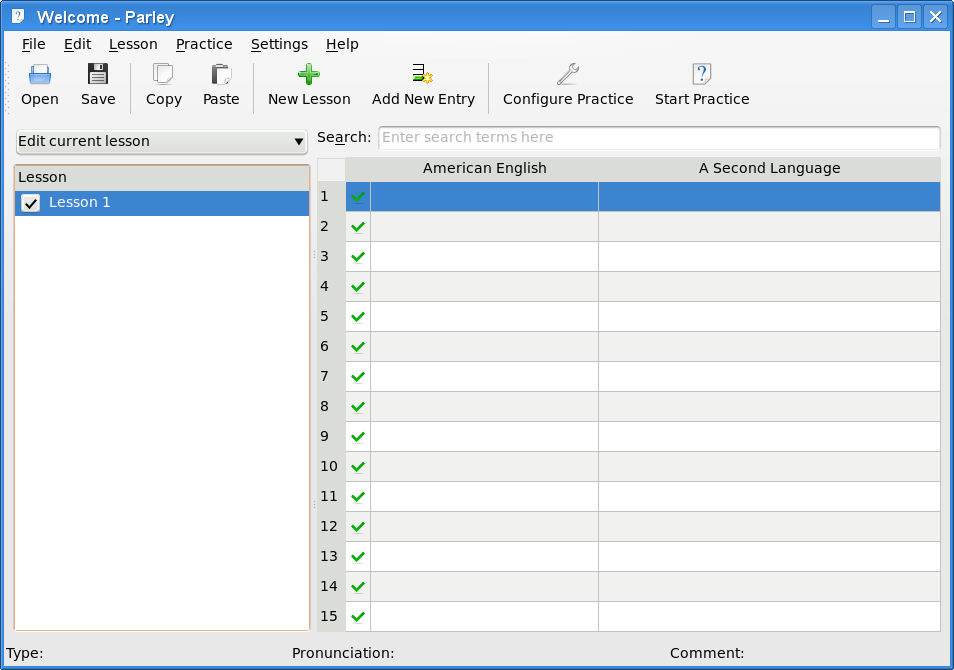 Welcome - Parley
File Edit Lesson Practice Settings Help
Open Save Copy Paste New Lesson Add New Entry Configure Practice Start Practice
Edit current lesson
Search: Enter search terms here
Lesson
Lesson 1
American English A Second Language
1
2
3
4
5
6
7
8
9
10
11
12
13
14
15
Type: Pronunciation: Comment: